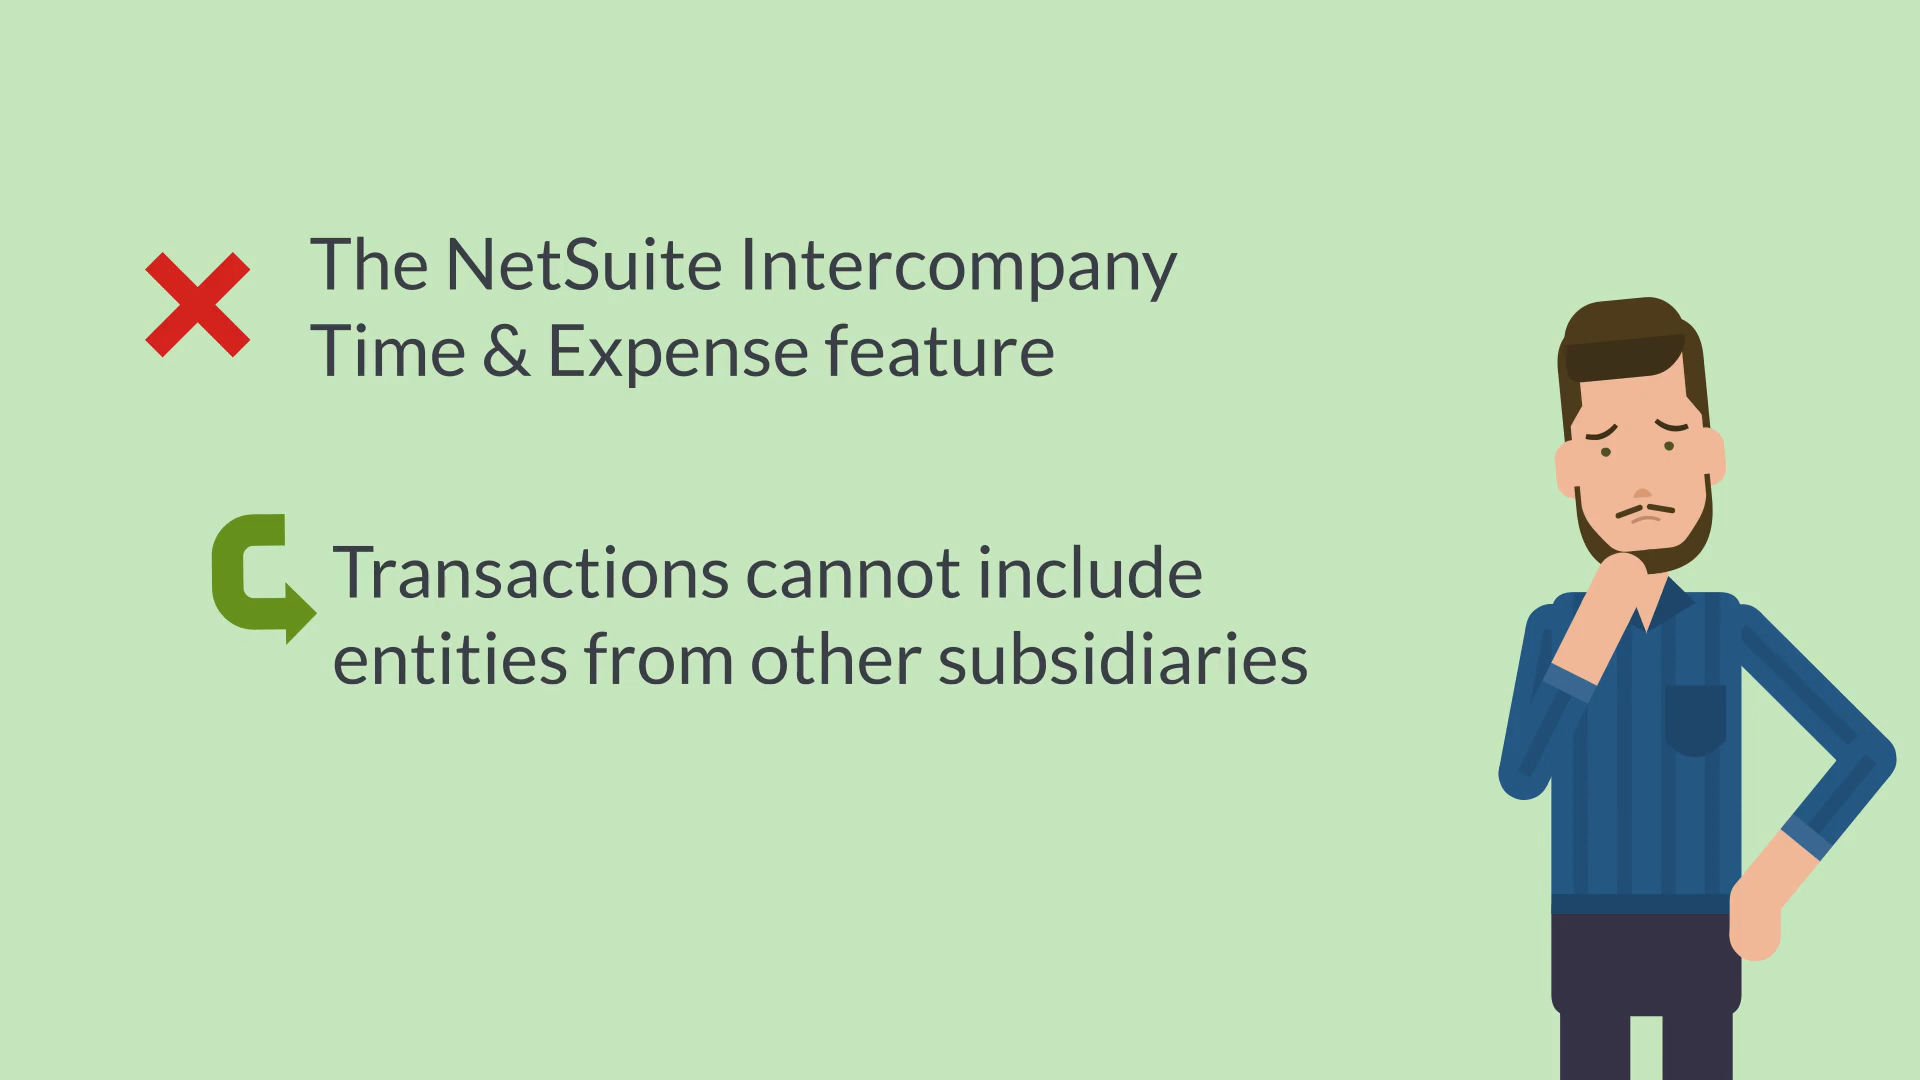 The NetSuite Intercompany
Time & Expense feature
Transactions cannot include
entities from other subsidiaries